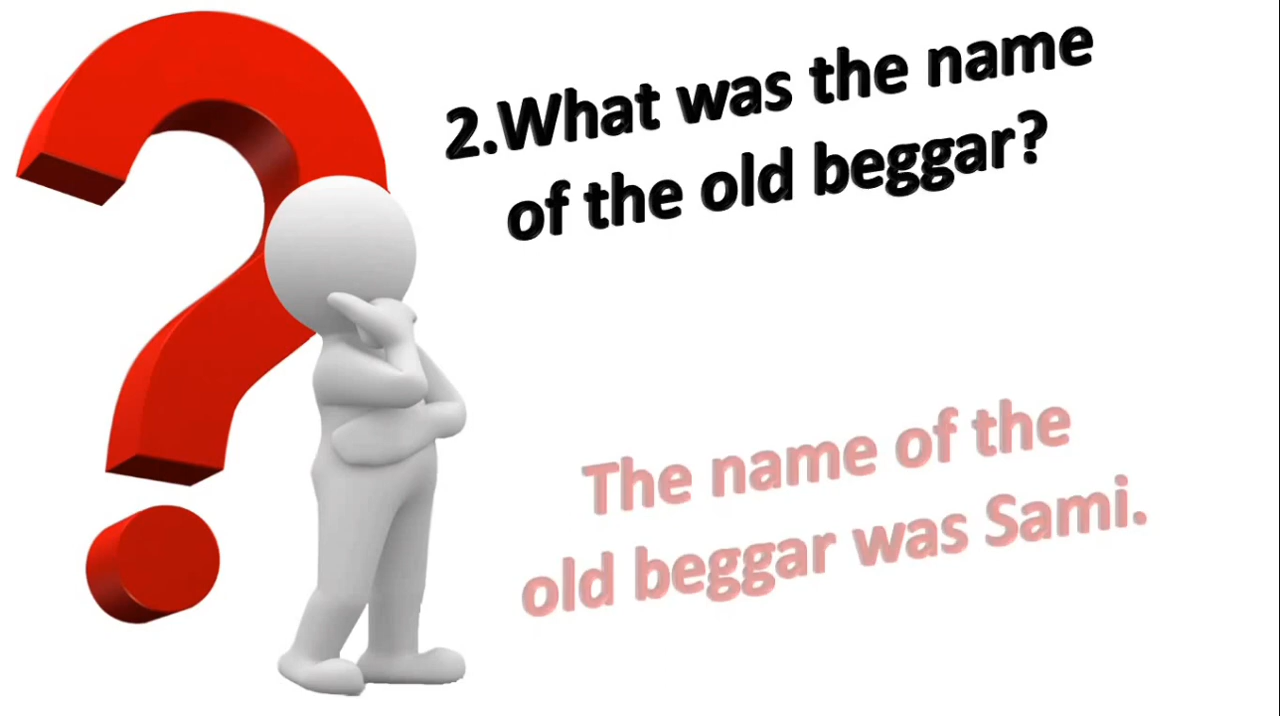 2.What was the name
of the old beggar?
The name of the
old beggar was Sami.